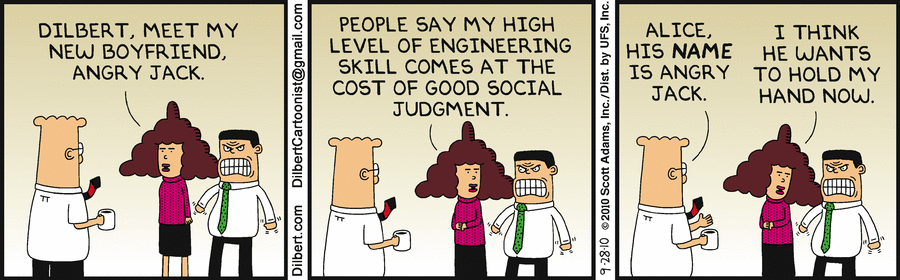 DILBERT, MEET MY
NEW BOYFRIEND,
ANGRY JACK.
Dilbert.com DilbertCartoonist@gmail.com
PEOPLE SAY MY HIGH
LEVEL OF ENGINEERING
SKILL COMES AT THE
COST OF GOOD SOCIAL
JUDGMENT.
9-28-10 © 2010 Scott Adams, Inc./Dist. by UFS, Inc.
ALICE,
HIS NAME
IS ANGRY
JACK.
I THINK
HE WANTS
TO HOLD MY
HAND NOW.